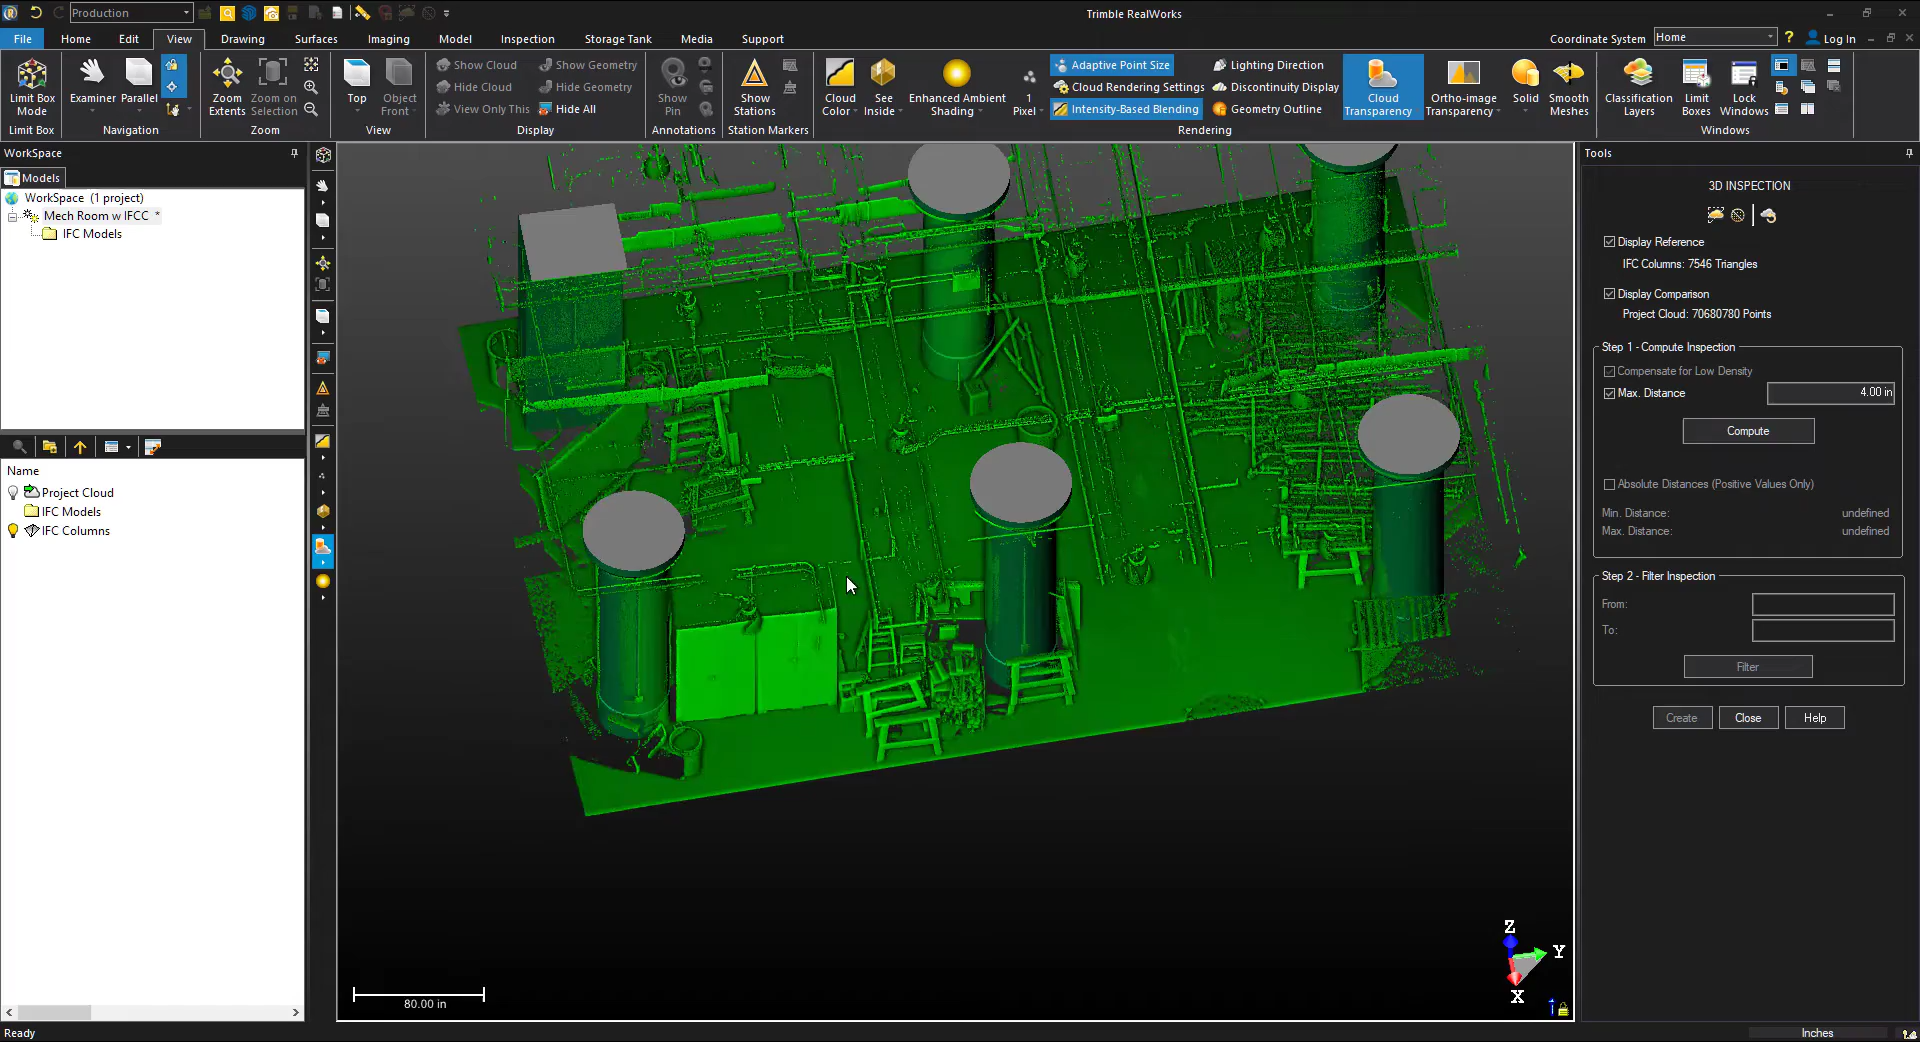 Production
Trimble RealWorks
File
Home
Edit
View
Drawing
Surfaces
Imaging
Model
Inspection
Storage Tank
Media
Support
Coordinate System
Home
?
Log In
Limit Box
Mode
Limit Box
Examiner
Parallel
Navigation
Zoom
Extents
Zoom on
Selection
Zoom
Top
Object
Front
View
Show Cloud
Hide Cloud
View Only This
Show Geometry
Hide Geometry
Hide All
Display
Show
Pin
Annotations
Show
Stations
Station Markers
Cloud
Color
See
Inside
Enhanced Ambient
Shading
1
Pixel
Adaptive Point Size
Cloud Rendering Settings
Intensity-Based Blending
Lighting Direction
Discontinuity Display
Geometry Outline
Cloud
Transparency
Ortho-image
Transparency
Solid
Smooth
Meshes
Rendering
Classification
Layers
Limit
Boxes
Lock
Windows
Windows
WorkSpace
Models
WorkSpace (1 project)
Mech Room w IFCC *
IFC Models
Name
Project Cloud
IFC Models
IFC Columns
80.00 in
Z
Y
X
Tools
3D INSPECTION
Display Reference
IFC Columns: 7546 Triangles
Display Comparison
Project Cloud: 70680780 Points
Step 1 - Compute Inspection
Compensate for Low Density
Max. Distance
4.00 in
Compute
Absolute Distances (Positive Values Only)
Min. Distance:
undefined
Max. Distance:
undefined
Step 2 - Filter Inspection
From:
To:
Filter
Create
Close
Help
Ready
Inches